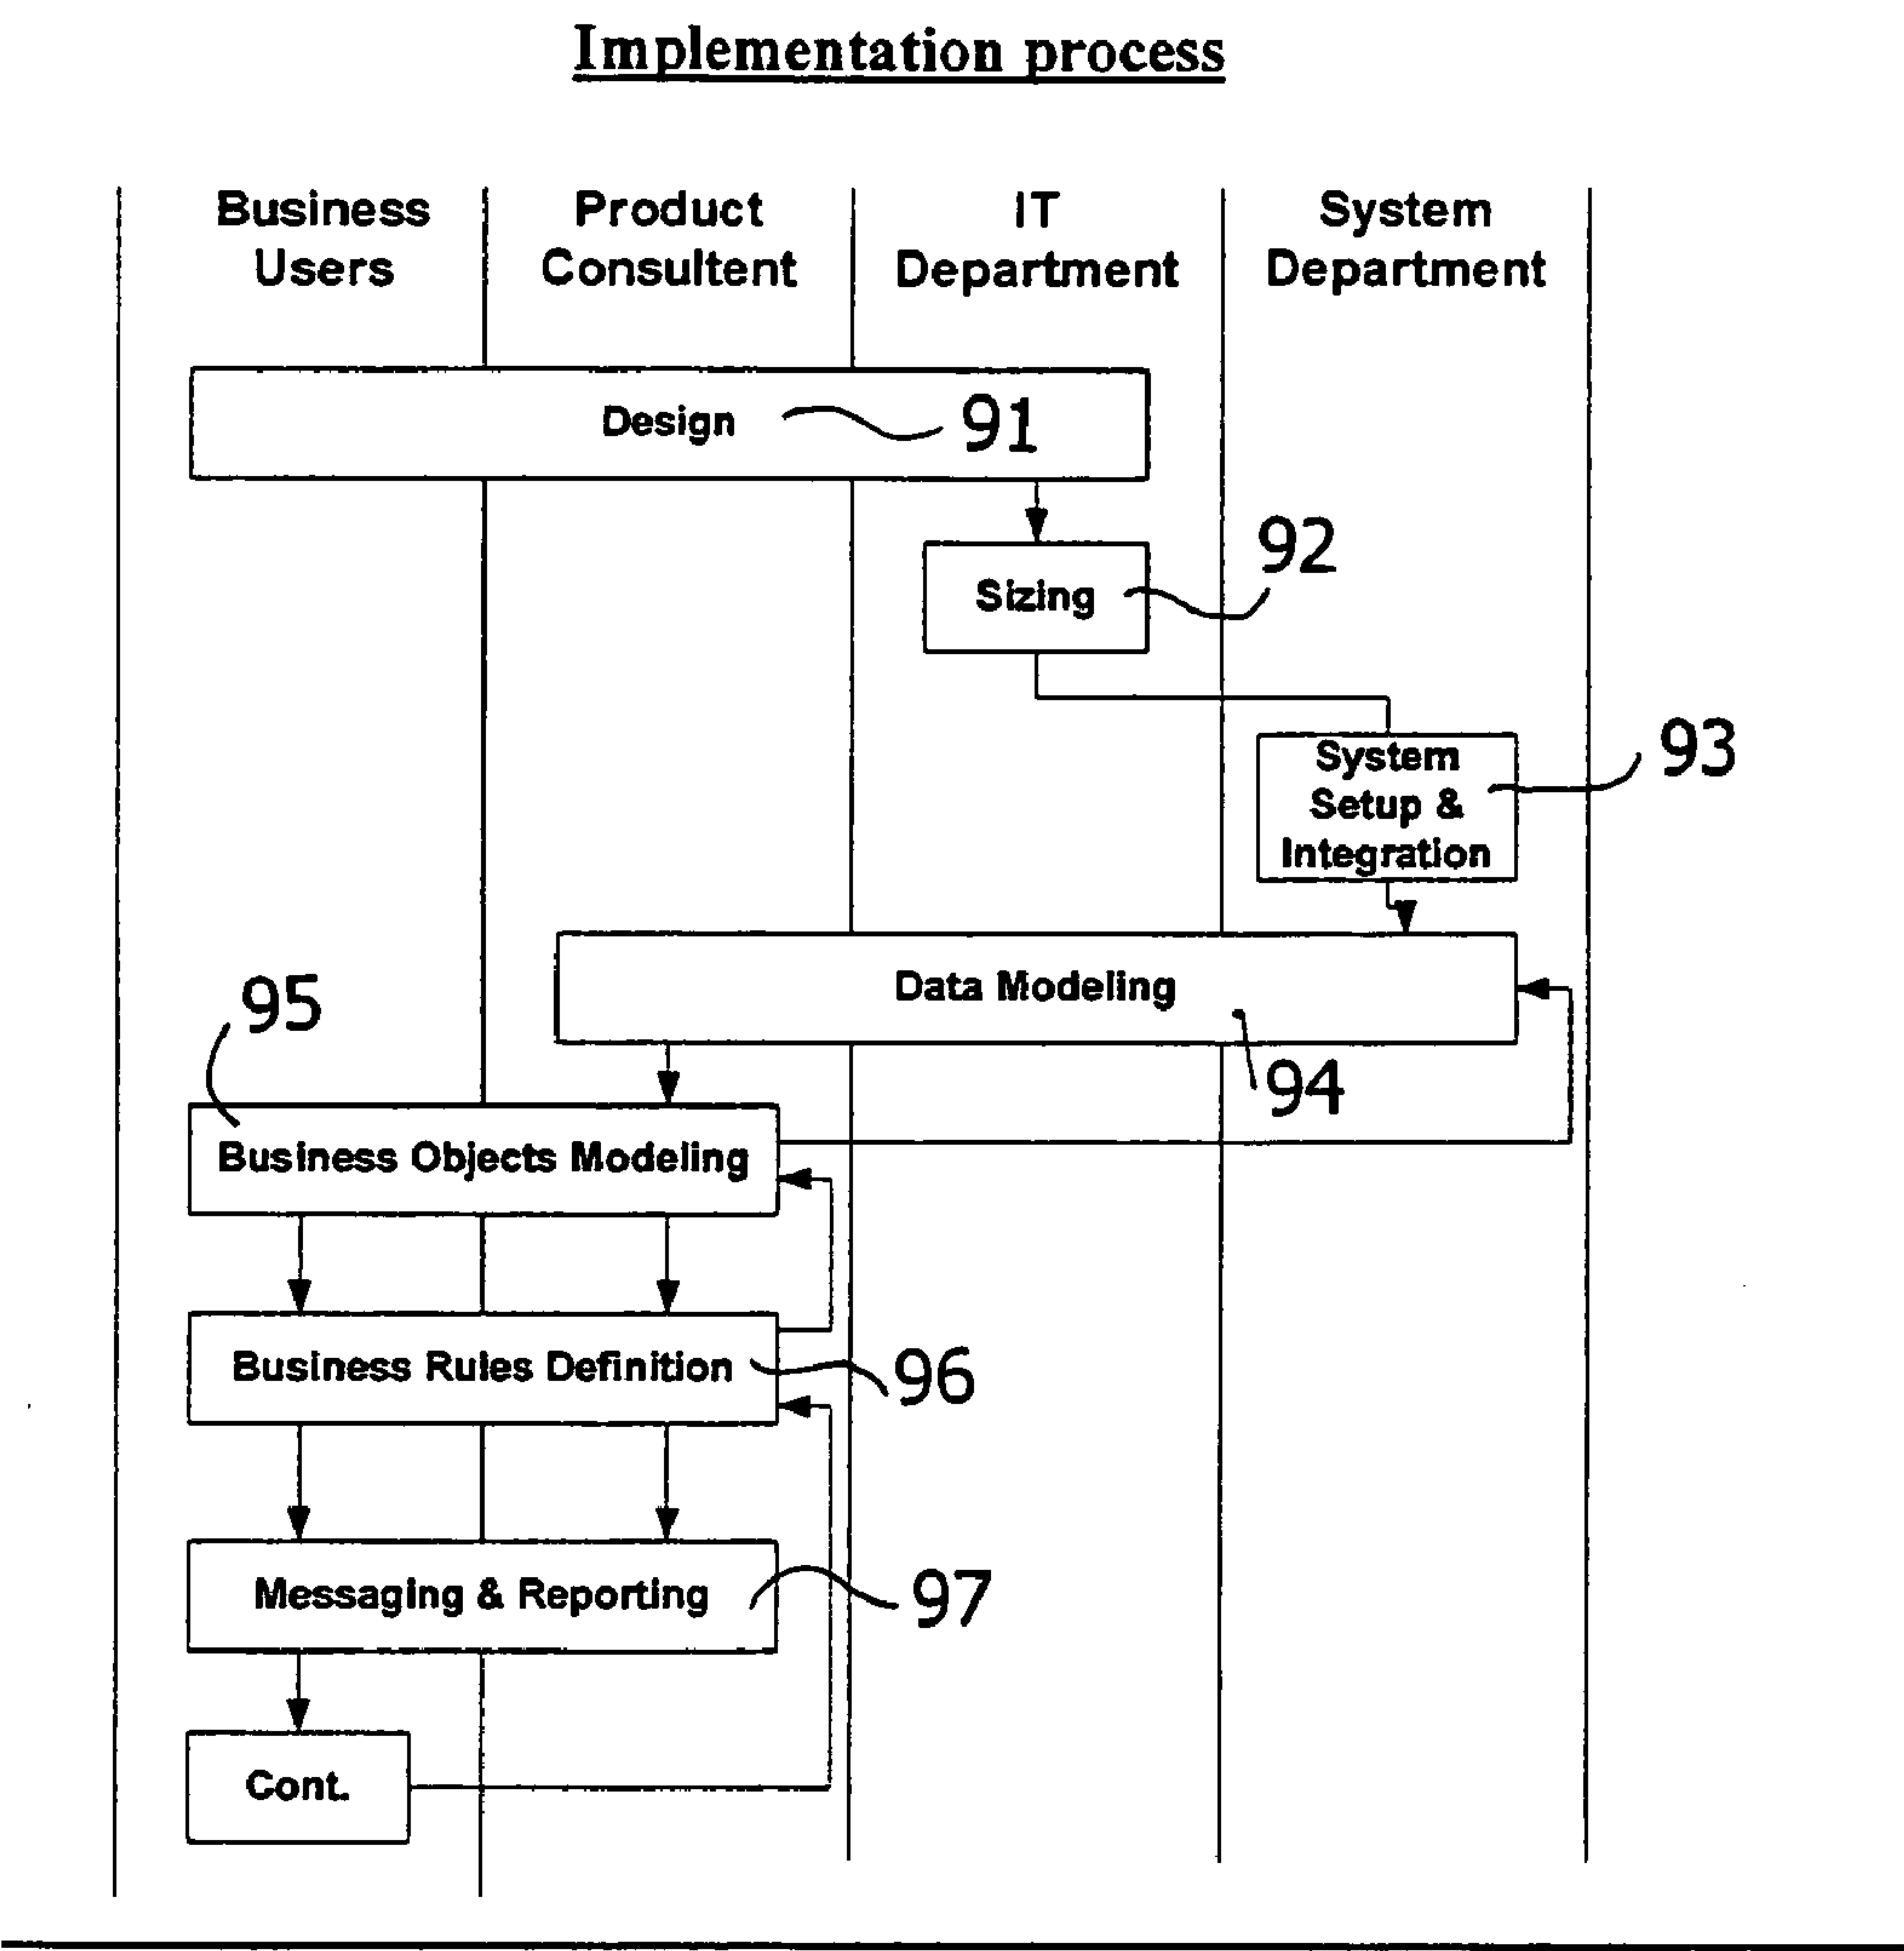 Implementation process
Business
Users
Product
Consultent
IT
Department
System
Department
Design
91
Sizing
92
System
Setup &
Integration
93
Data Modeling
94
95
Business Objects Modeling
Business Rules Definition
96
Messaging & Reporting
97
Cont.